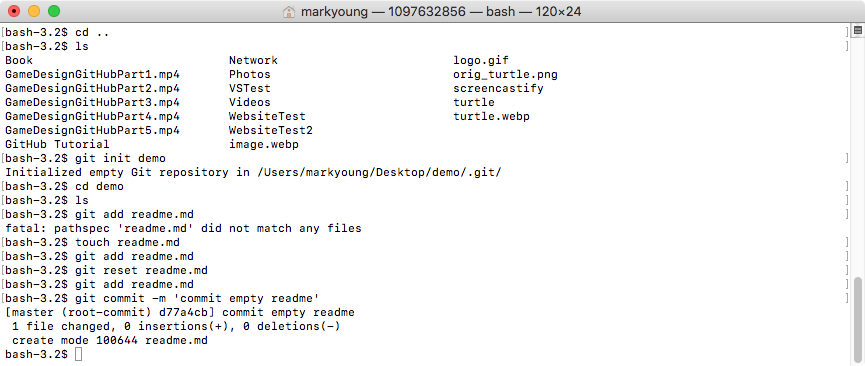 markyoung — 1097632856 — bash — 120×24
[bash-3.2$ cd .. ]
[bash-3.2$ ls ]
Book Network logo.gif
GameDesignGitHubPart1.mp4 Photos orig_turtle.png
GameDesignGitHubPart2.mp4 VSTest screencastify
GameDesignGitHubPart3.mp4 Videos turtle
GameDesignGitHubPart4.mp4 WebsiteTest turtle.webp
GameDesignGitHubPart5.mp4 WebsiteTest2
GitHub Tutorial image.webp
[bash-3.2$ git init demo ]
Initialized empty Git repository in /Users/markyoung/Desktop/demo/.git/
[bash-3.2$ cd demo ]
[bash-3.2$ ls ]
[bash-3.2$ git add readme.md ]
fatal: pathspec 'readme.md' did not match any files
[bash-3.2$ touch readme.md ]
[bash-3.2$ git add readme.md ]
[bash-3.2$ git reset readme.md ]
[bash-3.2$ git add readme.md ]
[bash-3.2$ git commit -m 'commit empty readme' ]
[master (root-commit) d77a4cb] commit empty readme
 1 file changed, 0 insertions(+), 0 deletions(-)
 create mode 100644 readme.md
bash-3.2$